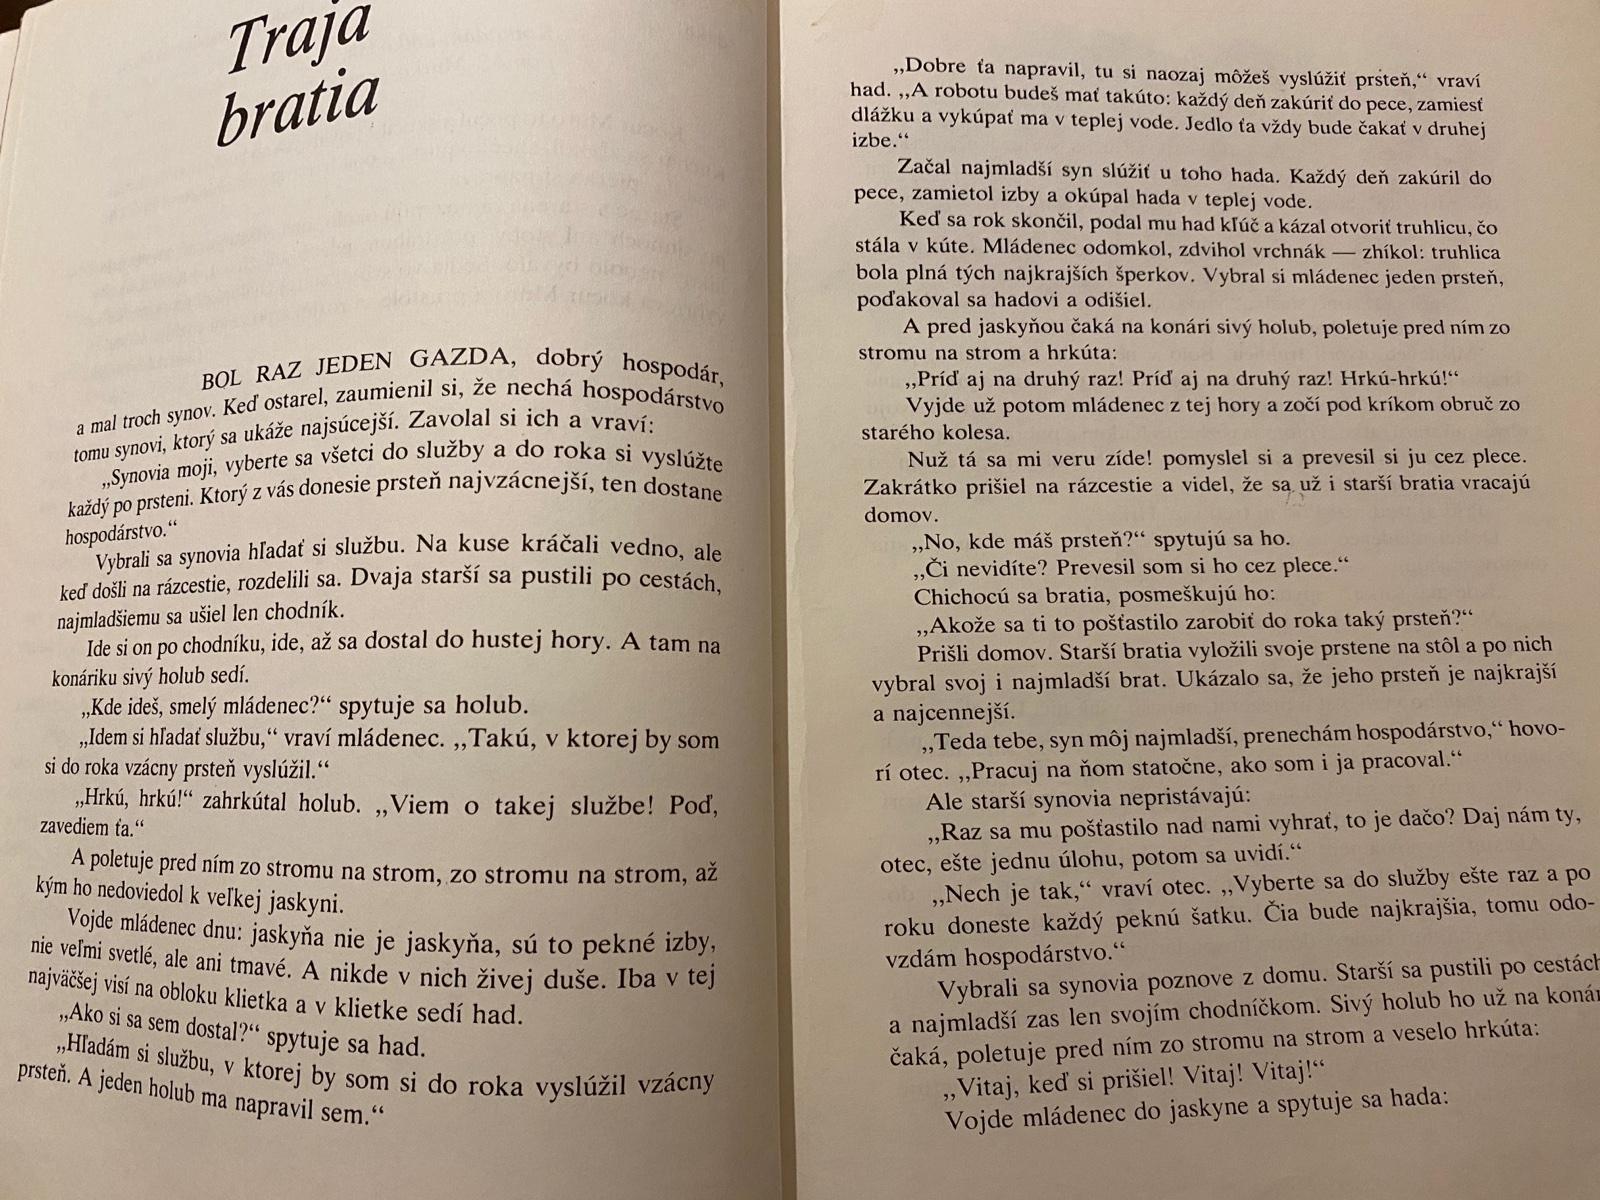 Traja
bratia
BOL RAZ JEDEN GAZDA, dobrý hospodár,
a mal troch synov. Keď ostarel, zaumienil si, že nechá hospodárstvo
tomu synovi, ktorý sa ukáže najsúcejší. Zavolal si ich a vraví:
„Synovia moji, vyberte sa všetci do služby a do roka si vyslúžte
každý po prsteni. Ktorý z vás donesie prsteň najvzácnejší, ten dostane
hospodárstvo.“
Vybrali sa synovia hľadať si službu. Na kuse kráčali vedno, ale
keď došli na rázcestie, rozdelili sa. Dvaja starší sa pustili po cestách,
najmladšiemu sa ušiel len chodník.
Ide si on po chodníku, ide, až sa dostal do hustej hory. A tam na
konáriku sivý holub sedí.
„Kde ideš, smelý mládenec?“ spytuje sa holub.
„Idem si hľadať službu,“ vraví mládenec. „Takú, v ktorej by som
si do roka vzácny prsteň vyslúžil.“
„Hrkú, hrkú!“ zahrkútal holub. „Viem o takej službe! Poď,
zavediem ťa.“
A poletuje pred ním zo stromu na strom, zo stromu na strom, až
kým ho nedoviedol k veľkej jaskyni.
Vojde mládenec dnu: jaskyňa nie je jaskyňa, sú to pekné izby,
nie veľmi svetlé, ale ani tmavé. A nikde v nich živej duše. Iba v tej
najväčšej visí na obloku klietka a v klietke sedí had.
„Ako si sa sem dostal?“ spytuje sa had.
„Hľadám si službu, v ktorej by som si do roka vyslúžil vzácny
prsteň. A jeden holub ma napravil sem.“
„Dobre ťa napravil, tu si naozaj môžeš vyslúžiť prsteň,“ vraví
had. „A robotu budeš mať takúto: každý deň zakúriť do pece, zamiesť
dlážku a vykúpať ma v teplej vode. Jedlo ťa vždy bude čakať v druhej
izbe.“
Začal najmladší syn slúžiť u toho hada. Každý deň zakúril do
pece, zamietol izby a okúpal hada v teplej vode.
Keď sa rok skončil, podal mu had kľúč a kázal otvoriť truhlicu, čo
stála v kúte. Mládenec odomkol, zdvihol vrchnák — zhíkol: truhlica
bola plná tých najkrajších šperkov. Vybral si mládenec jeden prsteň,
poďakoval sa hadovi a odišiel.
A pred jaskyňou čaká na konári sivý holub, poletuje pred ním zo
stromu na strom a hrkúta:
„Príď aj na druhý raz! Príď aj na druhý raz! Hrkú-hrkú!“
Vyjde už potom mládenec z tej hory a zočí pod kríkom obruč zo
starého kolesa.
Nuž tá sa mi veru zíde! pomyslel si a prevesil si ju cez plece.
Zakrátko prišiel na rázcestie a videl, že sa už i starší bratia vracajú
domov.
„No, kde máš prsteň?“ spytujú sa ho.
„Či nevidíte? Prevesil som si ho cez plece.“
Chichocú sa bratia, posmeškujú ho:
„Akože sa ti to pošťastilo zarobiť do roka taký prsteň?“
Prišli domov. Starší bratia vyložili svoje prstene na stôl a po nich
vybral svoj i najmladší brat. Ukázalo sa, že jeho prsteň je najkrajší
a najcennejší.
„Teda tebe, syn môj najmladší, prenechám hospodárstvo,“ hovo-
rí otec. „Pracuj na ňom statočne, ako som i ja pracoval.“
Ale starší synovia nepristávajú:
„Raz sa mu pošťastilo nad nami vyhrať, to je dačo? Daj nám ty,
otec, ešte jednu úlohu, potom sa uvidí.“
„Nech je tak,“ vraví otec. „Vyberte sa do služby ešte raz a po
roku doneste každý peknú šatku. Čia bude najkrajšia, tomu odo-
vzdám hospodárstvo.“
Vybrali sa synovia poznove z domu. Starší sa pustili po cestách
a najmladší zas len svojím chodníčkom. Sivý holub ho už na konár
čaká, poletuje pred ním zo stromu na strom a veselo hrkúta:
„Vitaj, keď si prišiel! Vitaj! Vitaj!“
Vojde mládenec do jaskyne a spytuje sa hada: